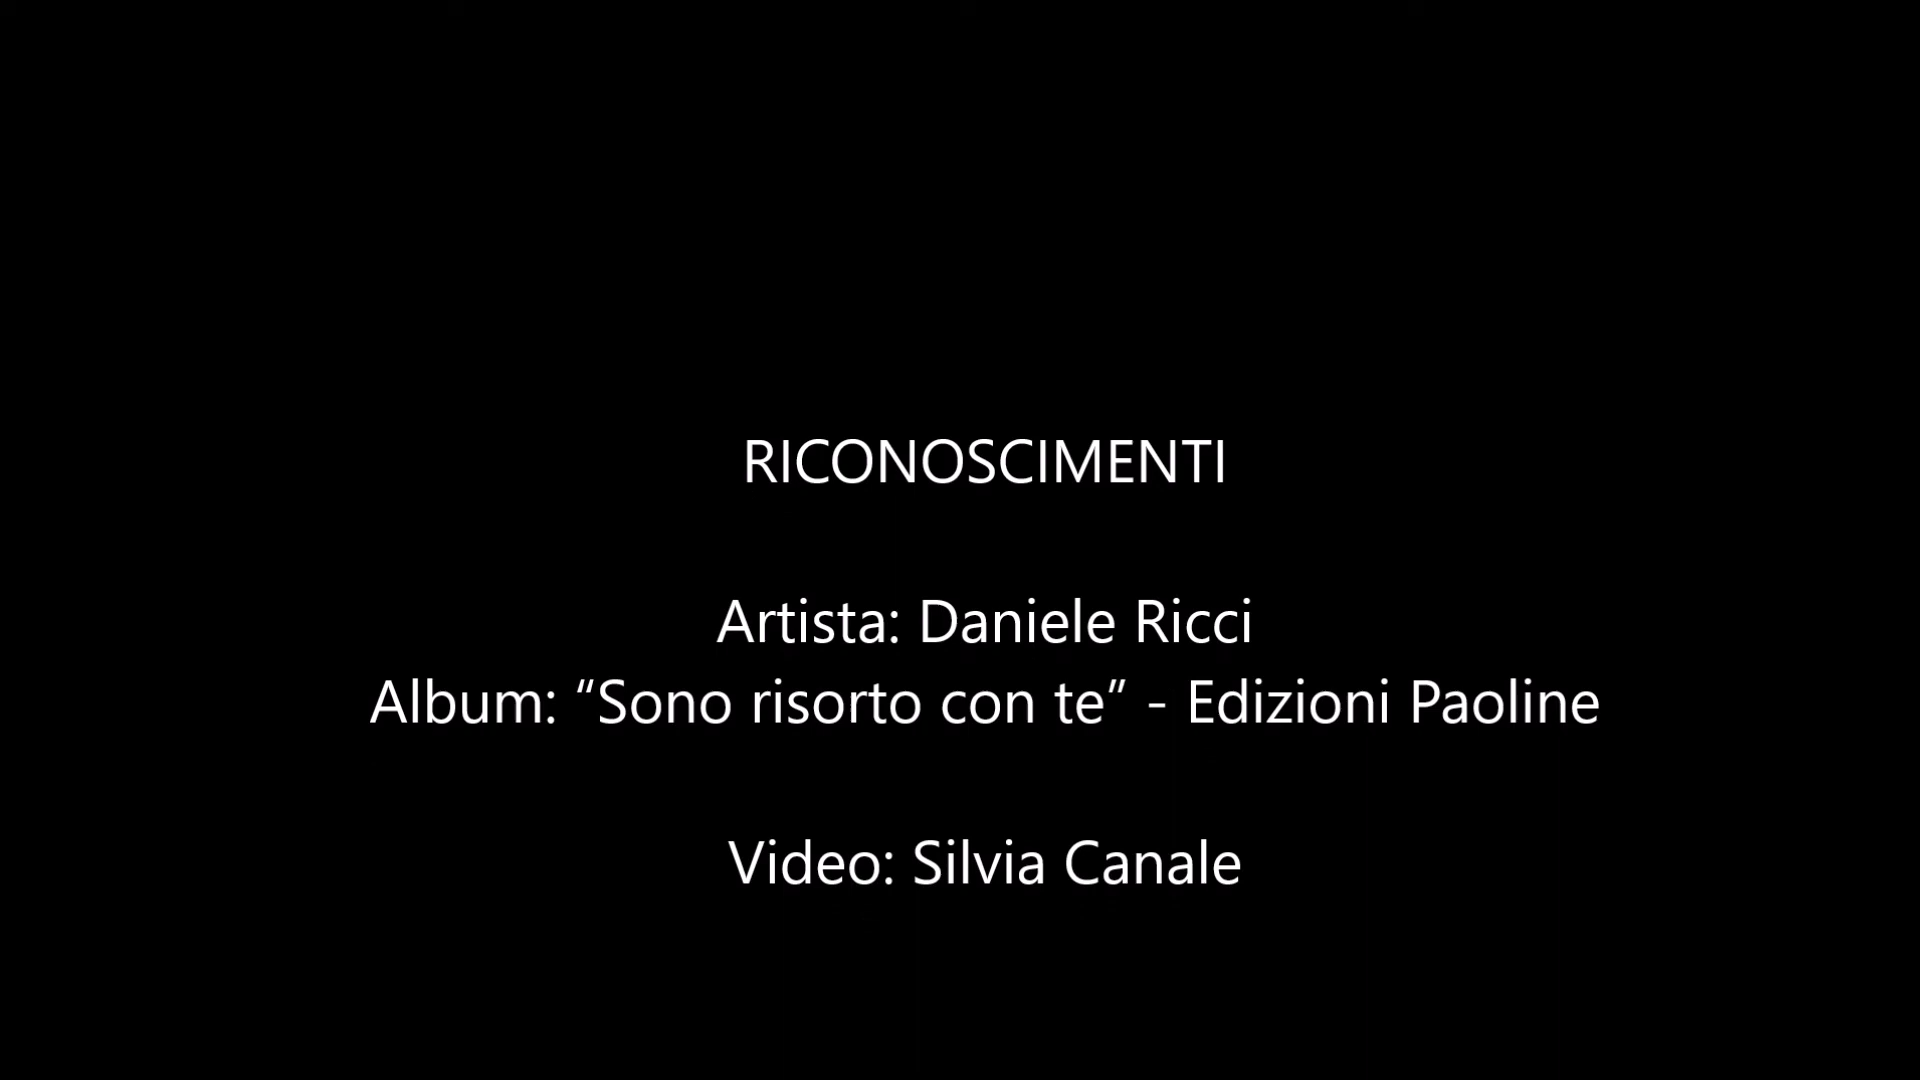 RICONOSCIMENTI
Artista: Daniele Ricci
Album: “Sono risorto con te” - Edizioni Paoline
Video: Silvia Canale